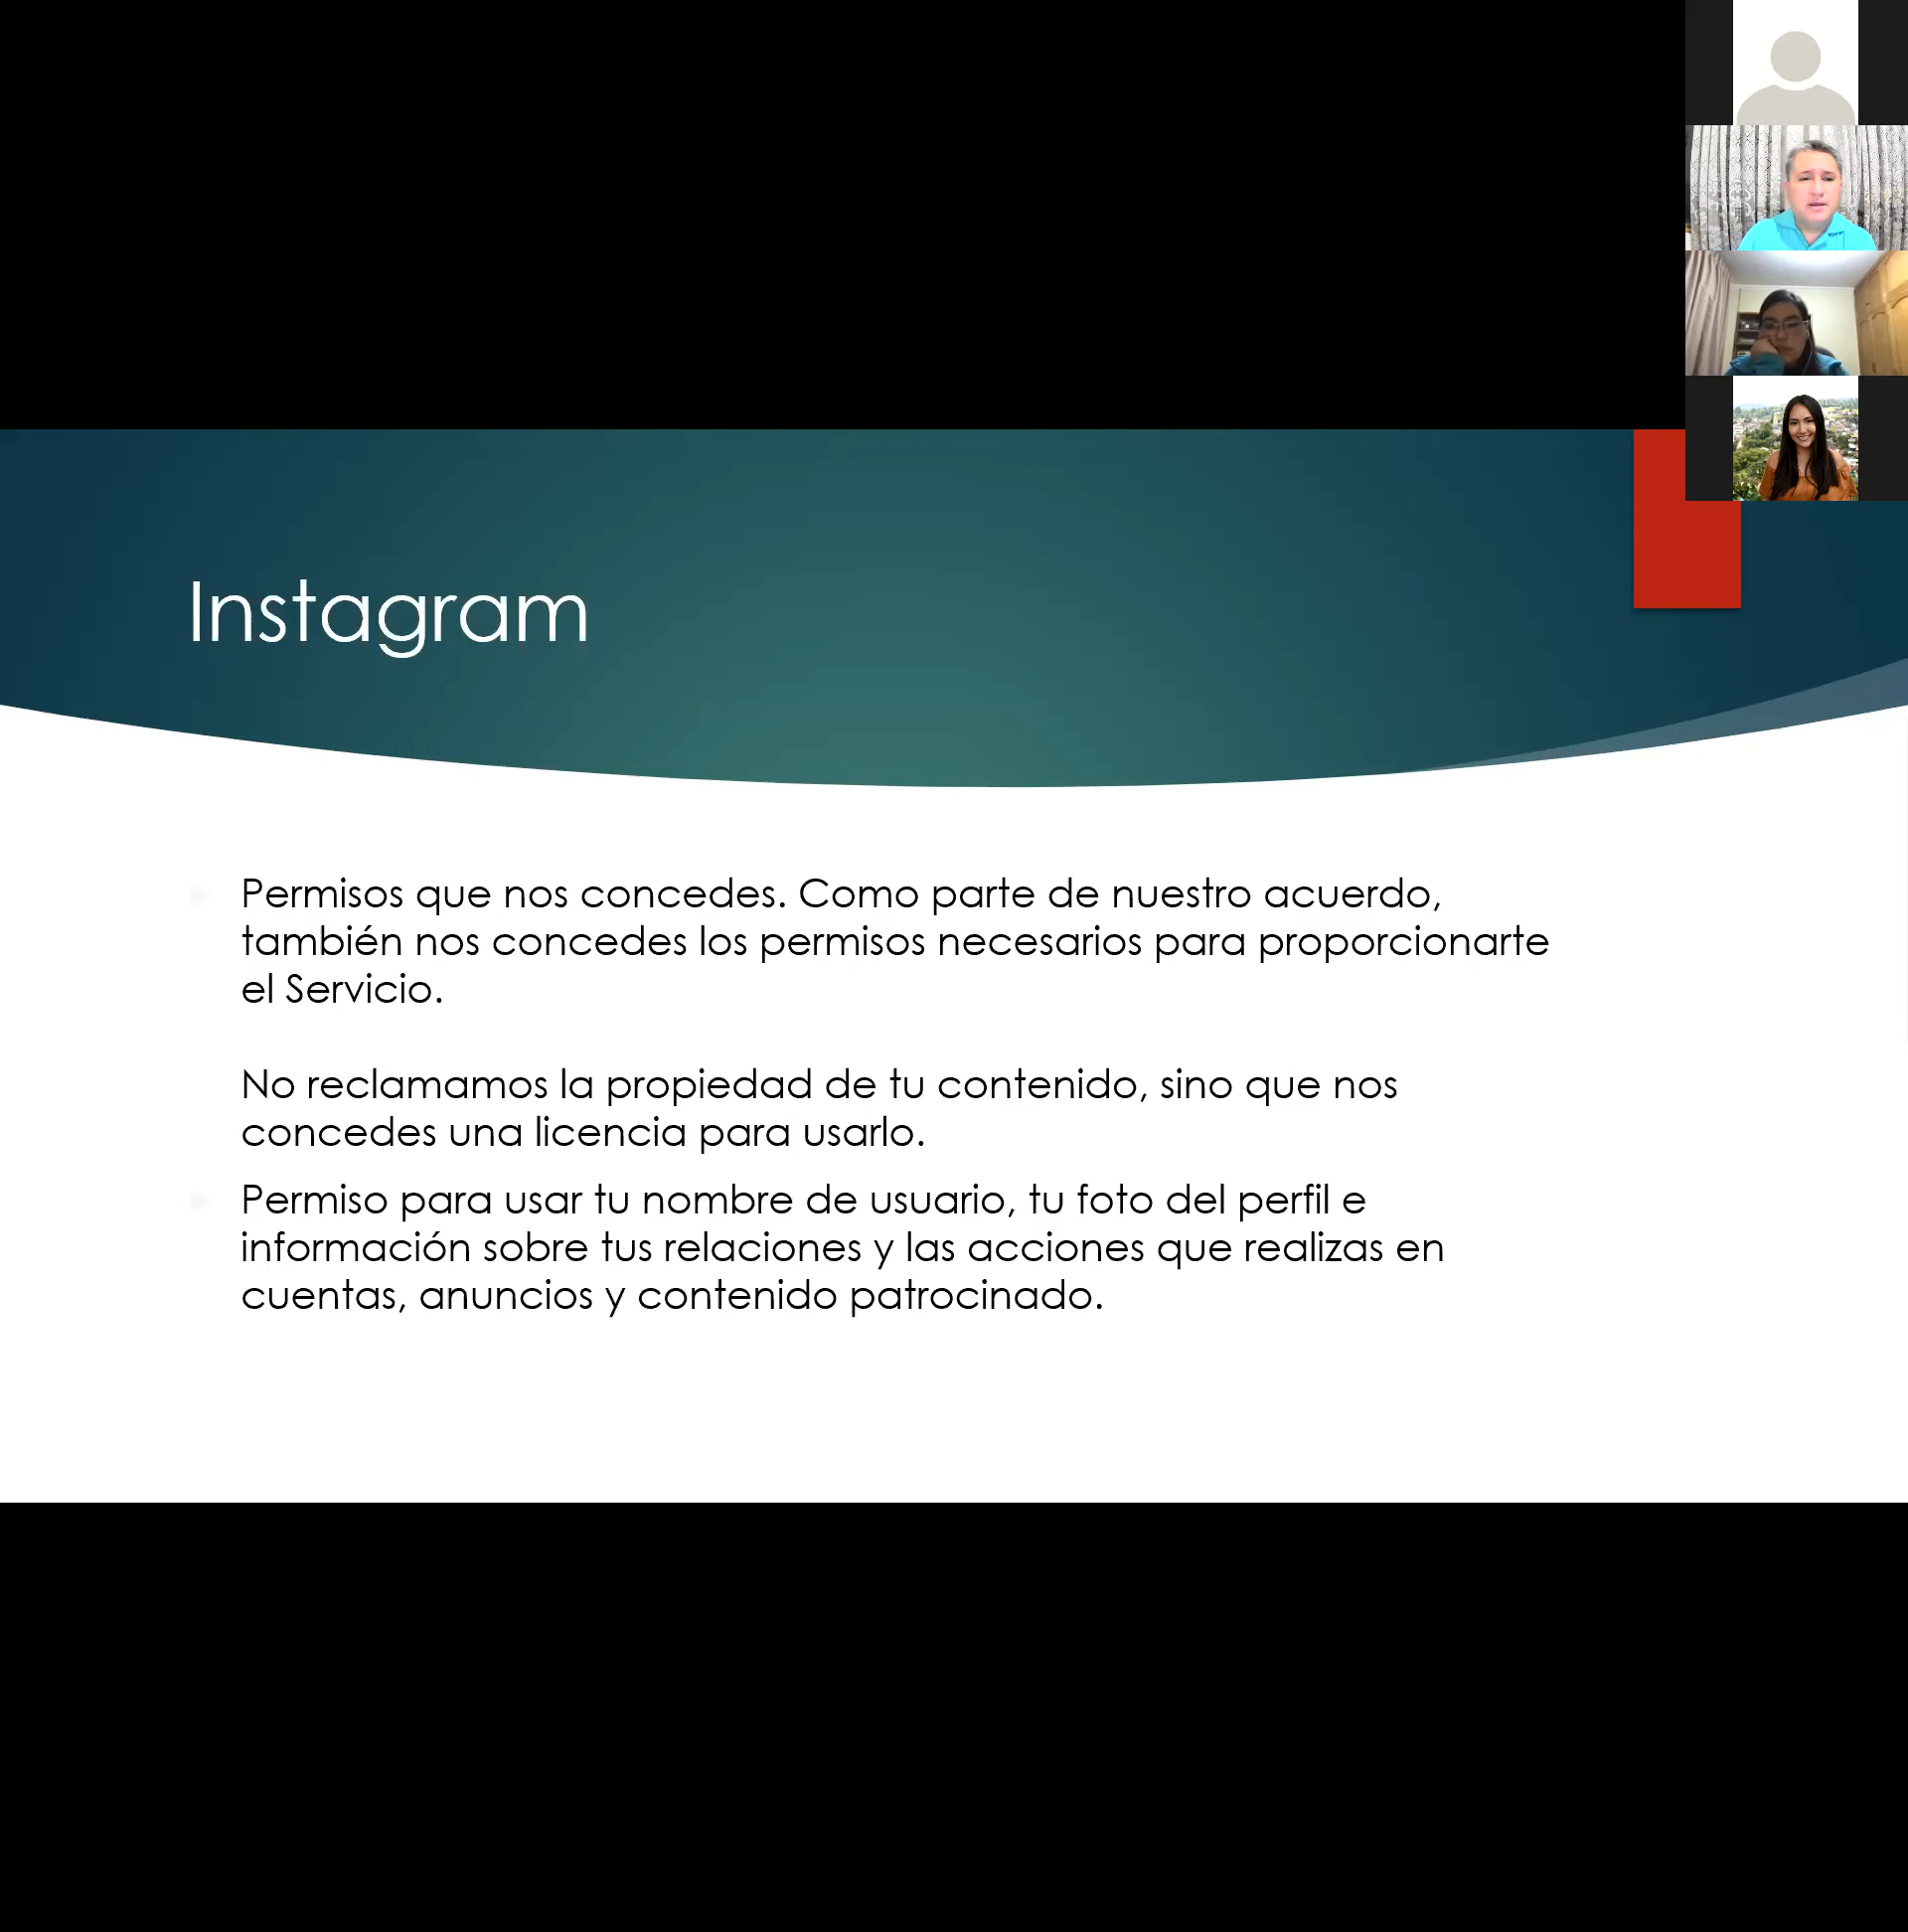 Instagram
Permisos que nos concedes. Como parte de nuestro acuerdo,
también nos concedes los permisos necesarios para proporcionarte
el Servicio.
No reclamamos la propiedad de tu contenido, sino que nos
concedes una licencia para usarlo.
Permiso para usar tu nombre de usuario, tu foto del perfil e
información sobre tus relaciones y las acciones que realizas en
cuentas, anuncios y contenido patrocinado.